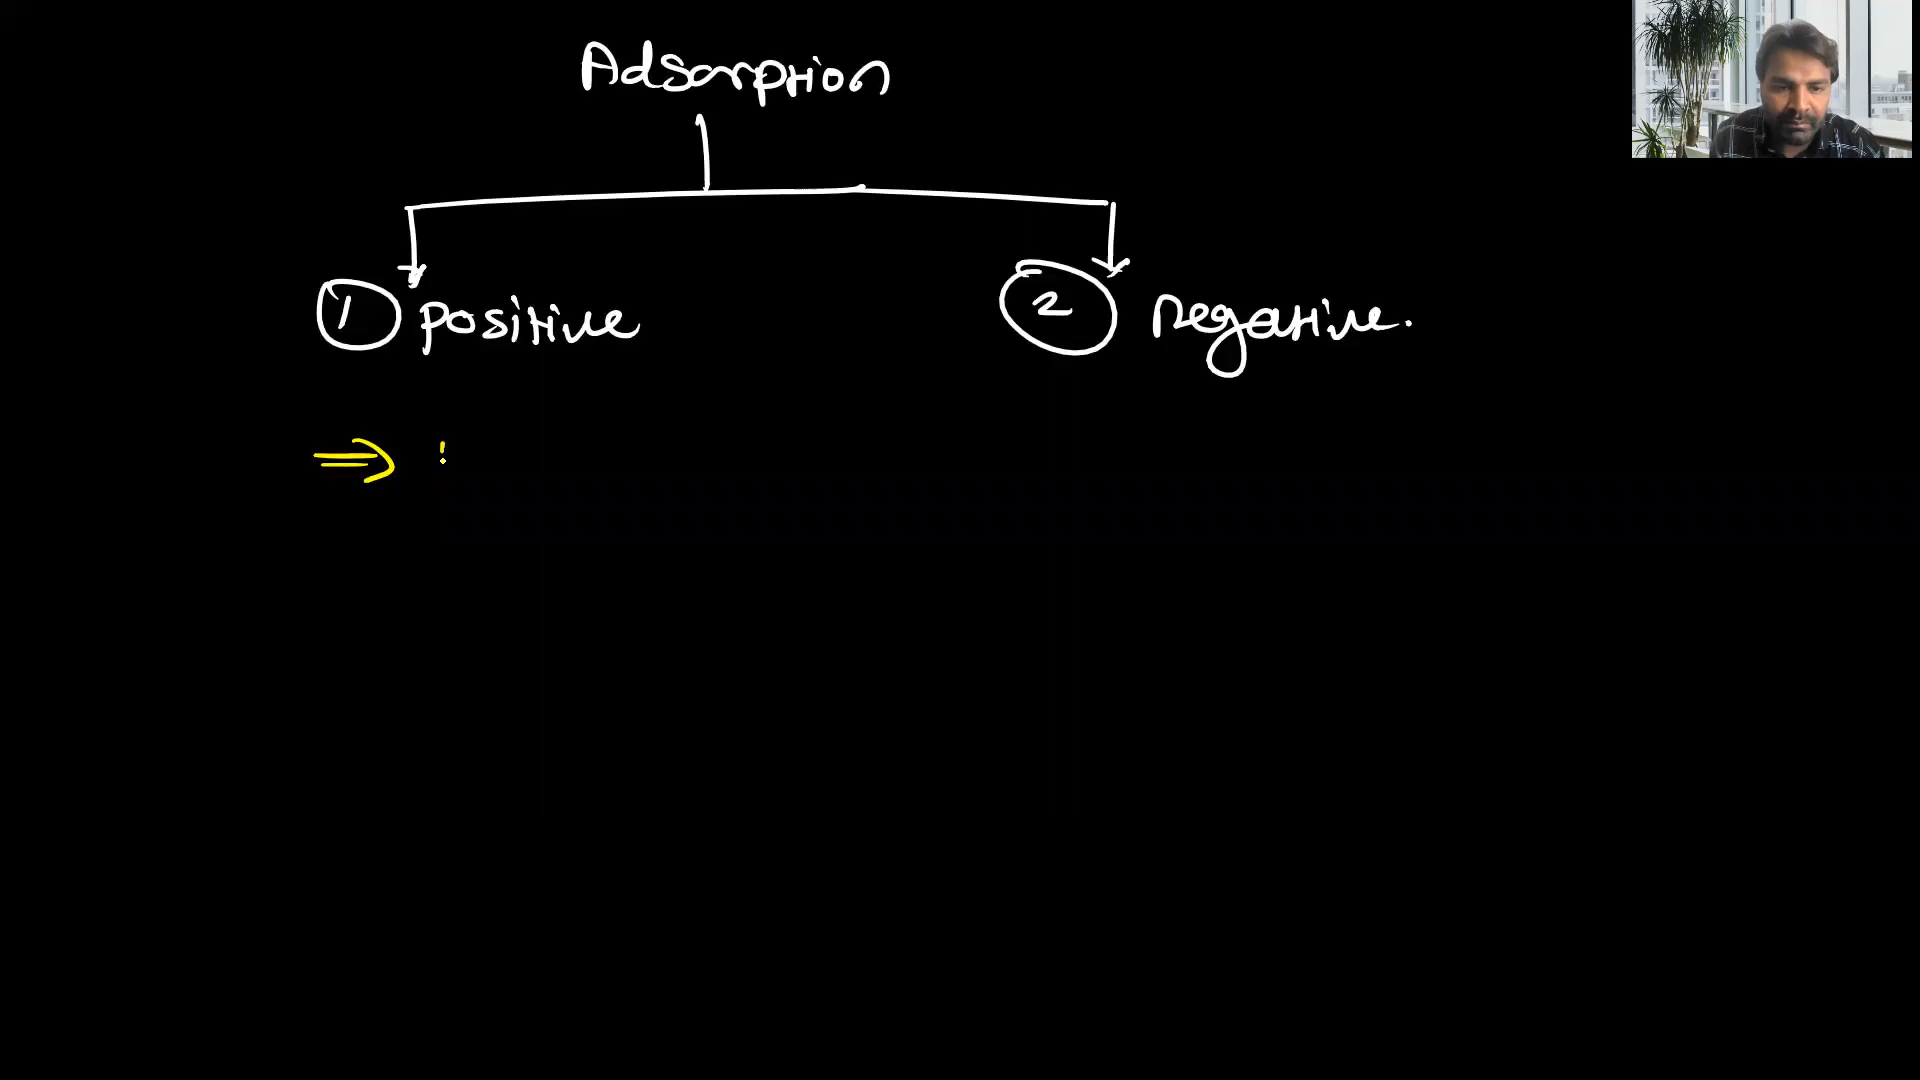 Adsorption
1 positive
2 negative.
⇒